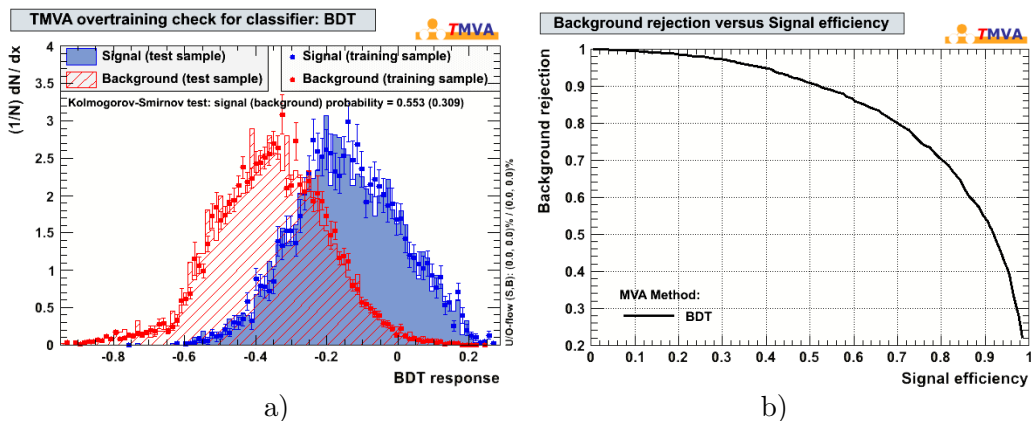 TMVA overtraining check for classifier: BDT
TMVA
(1/N) dN / dx
4
3.5
3
2.5
2
1.5
1
0.5
0
Signal (test sample)
Background (test sample)
Signal (training sample)
Background (training sample)
Kolmogorov-Smirnov test: signal (background) probability = 0.553 (0.309)
U/O-flow (S,B): (0.0, 0.0)% / (0.0, 0.0)%
-0.8 -0.6 -0.4 -0.2 0 0.2
BDT response
a)
Background rejection versus Signal efficiency
TMVA
Background rejection
1
0.9
0.8
0.7
0.6
0.5
0.4
0.3
0.2
MVA Method:
BDT
0 0.1 0.2 0.3 0.4 0.5 0.6 0.7 0.8 0.9 1
Signal efficiency
b)